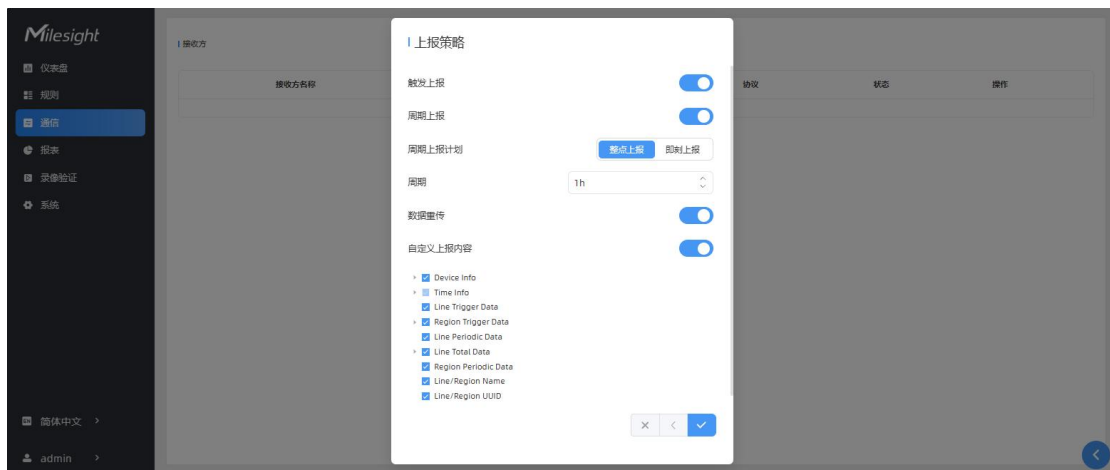 Milesight
仪表盘
规则
通信
报表
录像验证
系统
简体中文
admin
接收方
接收方名称 协议 状态 操作
上报策略
触发上报
周期上报
周期上报计划 整点上报 即刻上报
周期 1h
数据重传
自定义上报内容
Device Info
Time Info
Line Trigger Data
Region Trigger Data
Line Periodic Data
Line Total Data
Region Periodic Data
Line/Region Name
Line/Region UUID